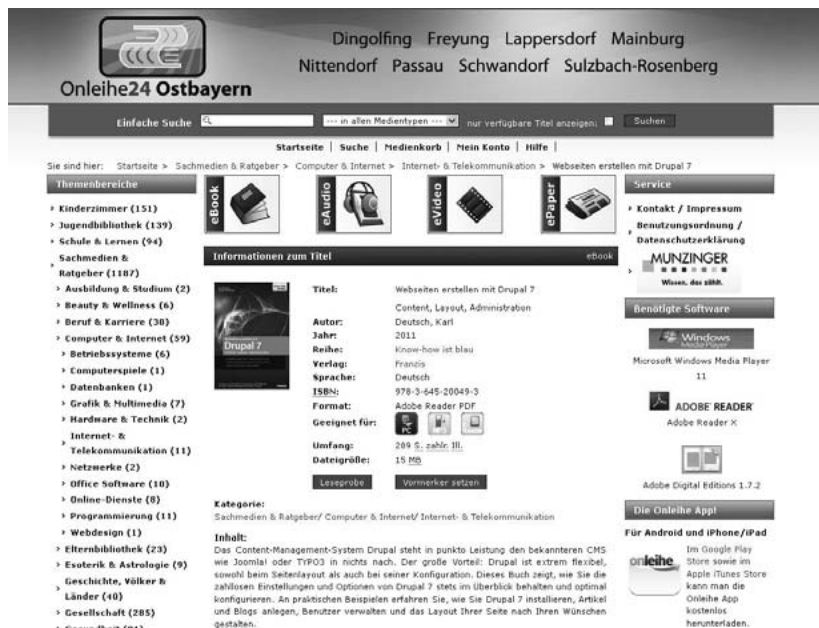 Onleihe24 Ostbayern
Dingolfing Freyung Lappersdorf Mainburg
Nittendorf Passau Schwandorf Sulzbach-Rosenberg
Einfache Suche
--- in allen Medientypen ---
nur verfügbare Titel anzeigen:
Suchen
Startseite | Suche | Medienkorb | Mein Konto | Hilfe |
Sie sind hier: Startseite > Sachmedien & Ratgeber > Computer & Internet > Internet- & Telekommunikation > Webseiten erstellen mit Drupal 7
Themenbereiche
Kinderzimmer (151)
Jugendbibliothek (139)
Schule & Lernen (94)
Sachmedien &
Ratgeber (1187)
Ausbildung & Studium (2)
Beauty & Wellness (6)
Beruf & Karriere (38)
Computer & Internet (59)
Betriebssysteme (6)
Computerspiele (1)
Datenbanken (1)
Grafik & Multimedia (7)
Hardware & Technik (2)
Internet- &
Telekommunikation (11)
Netzwerke (2)
Office Software (10)
Online-Dienste (8)
Programmierung (11)
Webdesign (1)
Elternbibliothek (23)
Esoterik & Astrologie (9)
Geschichte, Völker &
Länder (40)
Gesellschaft (285)
eBook
eAudio
eVideo
ePaper
Informationen zum Titel
eBook
Drupal 7
Titel: Webseiten erstellen mit Drupal 7
Content, Layout, Administration
Autor: Deutsch, Karl
Jahr: 2011
Reihe: Know-how ist blau
Verlag: Franzis
Sprache: Deutsch
ISBN: 978-3-645-20049-3
Format: Adobe Reader PDF
Geeignet für: PC
Umfang: 209 S. zahlr. Ill.
Dateigröße: 15 MB
Leseprobe
Vormerker setzen
Kategorie:
Sachmedien & Ratgeber/ Computer & Internet/ Internet- & Telekommunikation
Inhalt:
Das Content-Management-System Drupal steht in punkto Leistung den bekannteren CMS
wie Joomla! oder TYPO3 in nichts nach. Der große Vorteil: Drupal ist extrem flexibel,
sowohl beim Seitenlayout als auch bei seiner Konfiguration. Dieses Buch zeigt, wie Sie die
zahllosen Einstellungen und Optionen von Drupal 7 stets im Überblick behalten und optimal
konfigurieren. An praktischen Beispielen erfahren Sie, wie Sie Drupal 7 installieren, Artikel
und Blogs anlegen, Benutzer verwalten und das Layout Ihrer Seite nach Ihren Wünschen
gestalten.
Service
Kontakt / Impressum
Benutzungsordnung /
Datenschutzerklärung
MUNZINGER
Wissen, das zählt.
Benötigte Software
Windows
Media Player
Microsoft Windows Media Player
11
ADOBE READER
Adobe Reader X
Adobe Digital Editions 1.7.2
Die Onleihe App!
Für Android und iPhone/iPad
onleihe
Im Google Play
Store sowie im
Apple iTunes Store
kann man die
Onleihe App
kostenlos
herunterladen.